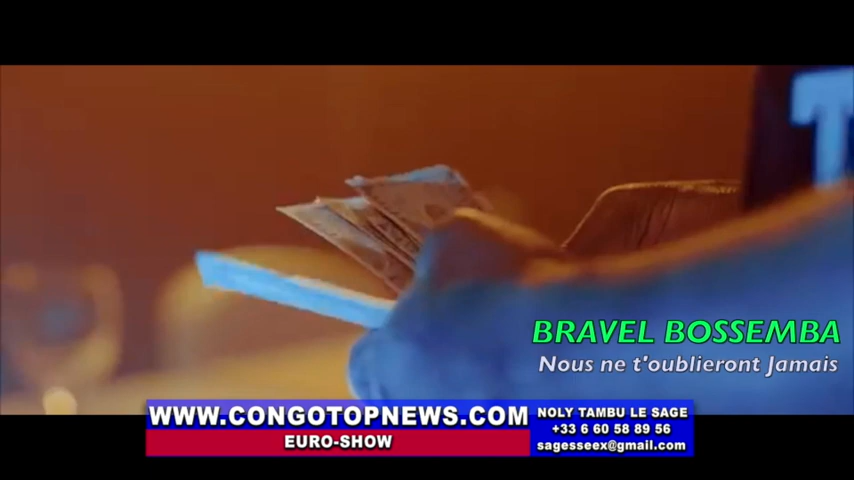 T
BRAVEL BOSSEMBA
Nous ne t'oublieront Jamais
WWW.CONGOTOPNEWS.COM
EURO-SHOW
NOLY TAMBU LE SAGE
+33 6 60 58 89 56
sagesseex@gmail.com